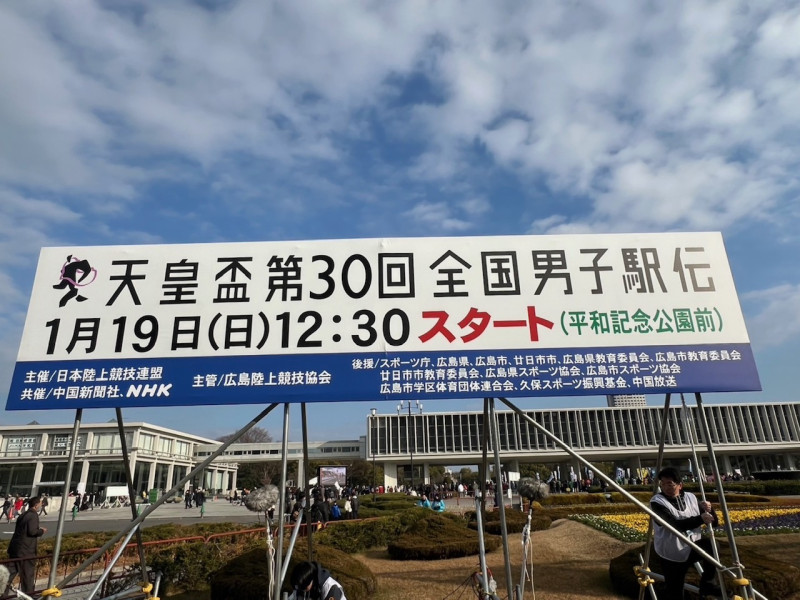 天皇盃第30回全国男子駅伝
1月19日(日)12:30スタート(平和記念公園前)
主催/日本陸上競技連盟 主管/広島陸上競技協会
共催/中国新聞社、NHK
後援/スポーツ庁、広島県、広島市、廿日市市、広島県教育委員会、広島市教育委員会
廿日市市教育委員会、広島県スポーツ協会、広島市スポーツ協会
広島市学区体育団体連合会、久保スポーツ振興基金、中国放送